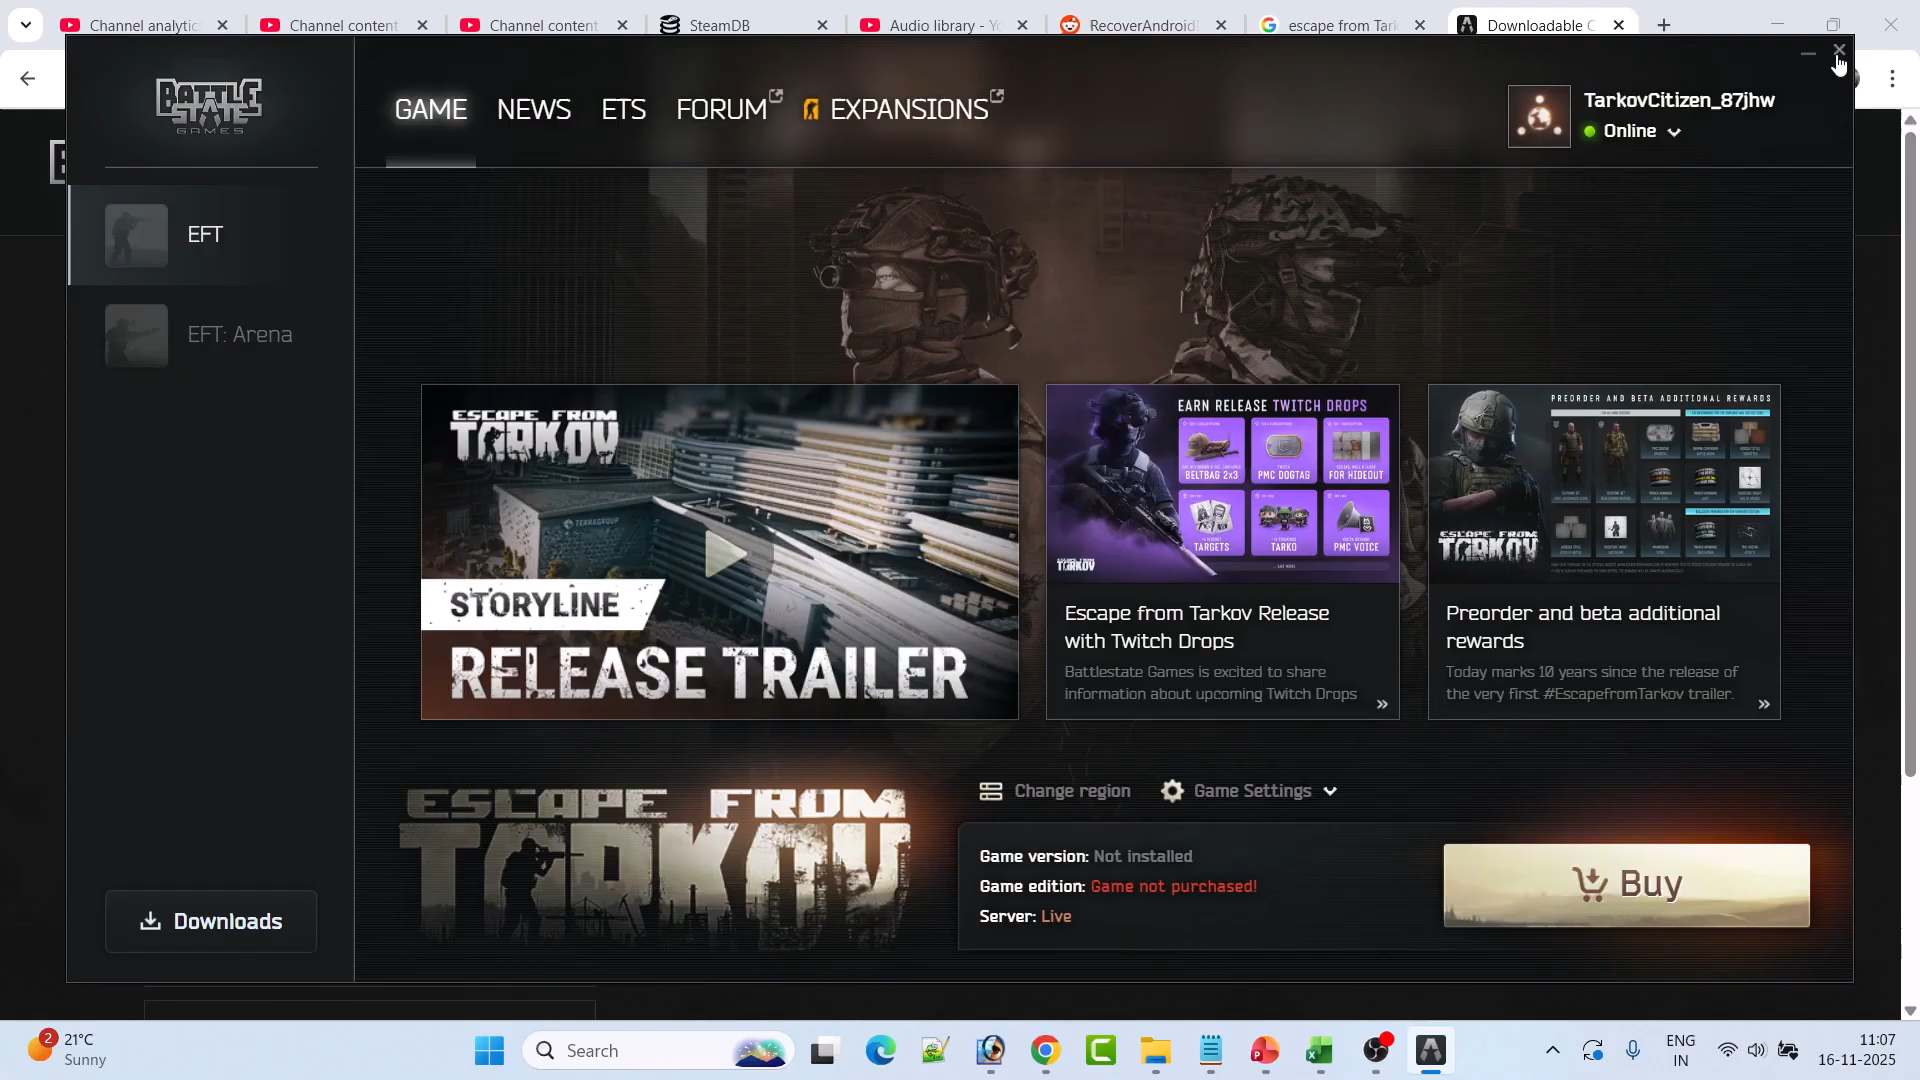 Channel analytic
Channel content
Channel content
SteamDB
Audio library - Yo
RecoverAndroid
escape from Tark
Downloadable C
BATTLE
STATE
GAMES
GAME
NEWS
ETS
FORUM
EXPANSIONS
TarkovCitizen_87jhw
Online
EFT
EFT: Arena
ESCAPE FROM
TARKOV
TERRAGROUP
STORYLINE
RELEASE TRAILER
EARN RELEASE TWITCH DROPS
BELTBAG 2X3
PMC DOGTAG
FOR HIDEOUT
TARGETS
TARKO
PMC VOICE
ESCAPE FROM
TARKOV
Escape from Tarkov Release
with Twitch Drops
Battlestate Games is excited to share
information about upcoming Twitch Drops
PREORDER AND BETA ADDITIONAL REWARDS
ESCAPE FROM
TARKOV
Preorder and beta additional
rewards
Today marks 10 years since the release of
the very first #EscapefromTarkov trailer.
ESCAPE FROM
TARKOV
Change region
Game Settings
Game version: Not installed
Game edition: Game not purchased!
Server: Live
Buy
Downloads
2
21°C
Sunny
Search
ENG
IN
11:07
16-11-2025